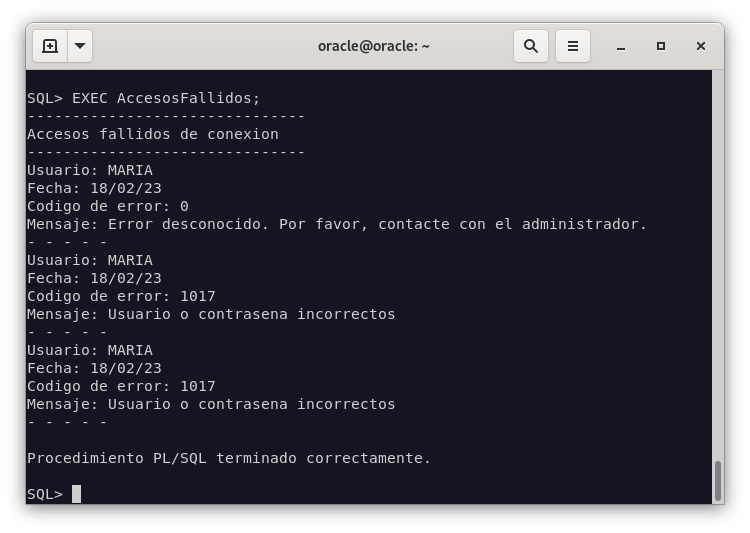 oracle@oracle: ~
SQL> EXEC AccesosFallidos;
-------------------------------
Accesos fallidos de conexion
-------------------------------
Usuario: MARIA
Fecha: 18/02/23
Codigo de error: 0
Mensaje: Error desconocido. Por favor, contacte con el administrador.
- - - - -
Usuario: MARIA
Fecha: 18/02/23
Codigo de error: 1017
Mensaje: Usuario o contrasena incorrectos
- - - - -
Usuario: MARIA
Fecha: 18/02/23
Codigo de error: 1017
Mensaje: Usuario o contrasena incorrectos
- - - - -
Procedimiento PL/SQL terminado correctamente.
SQL>